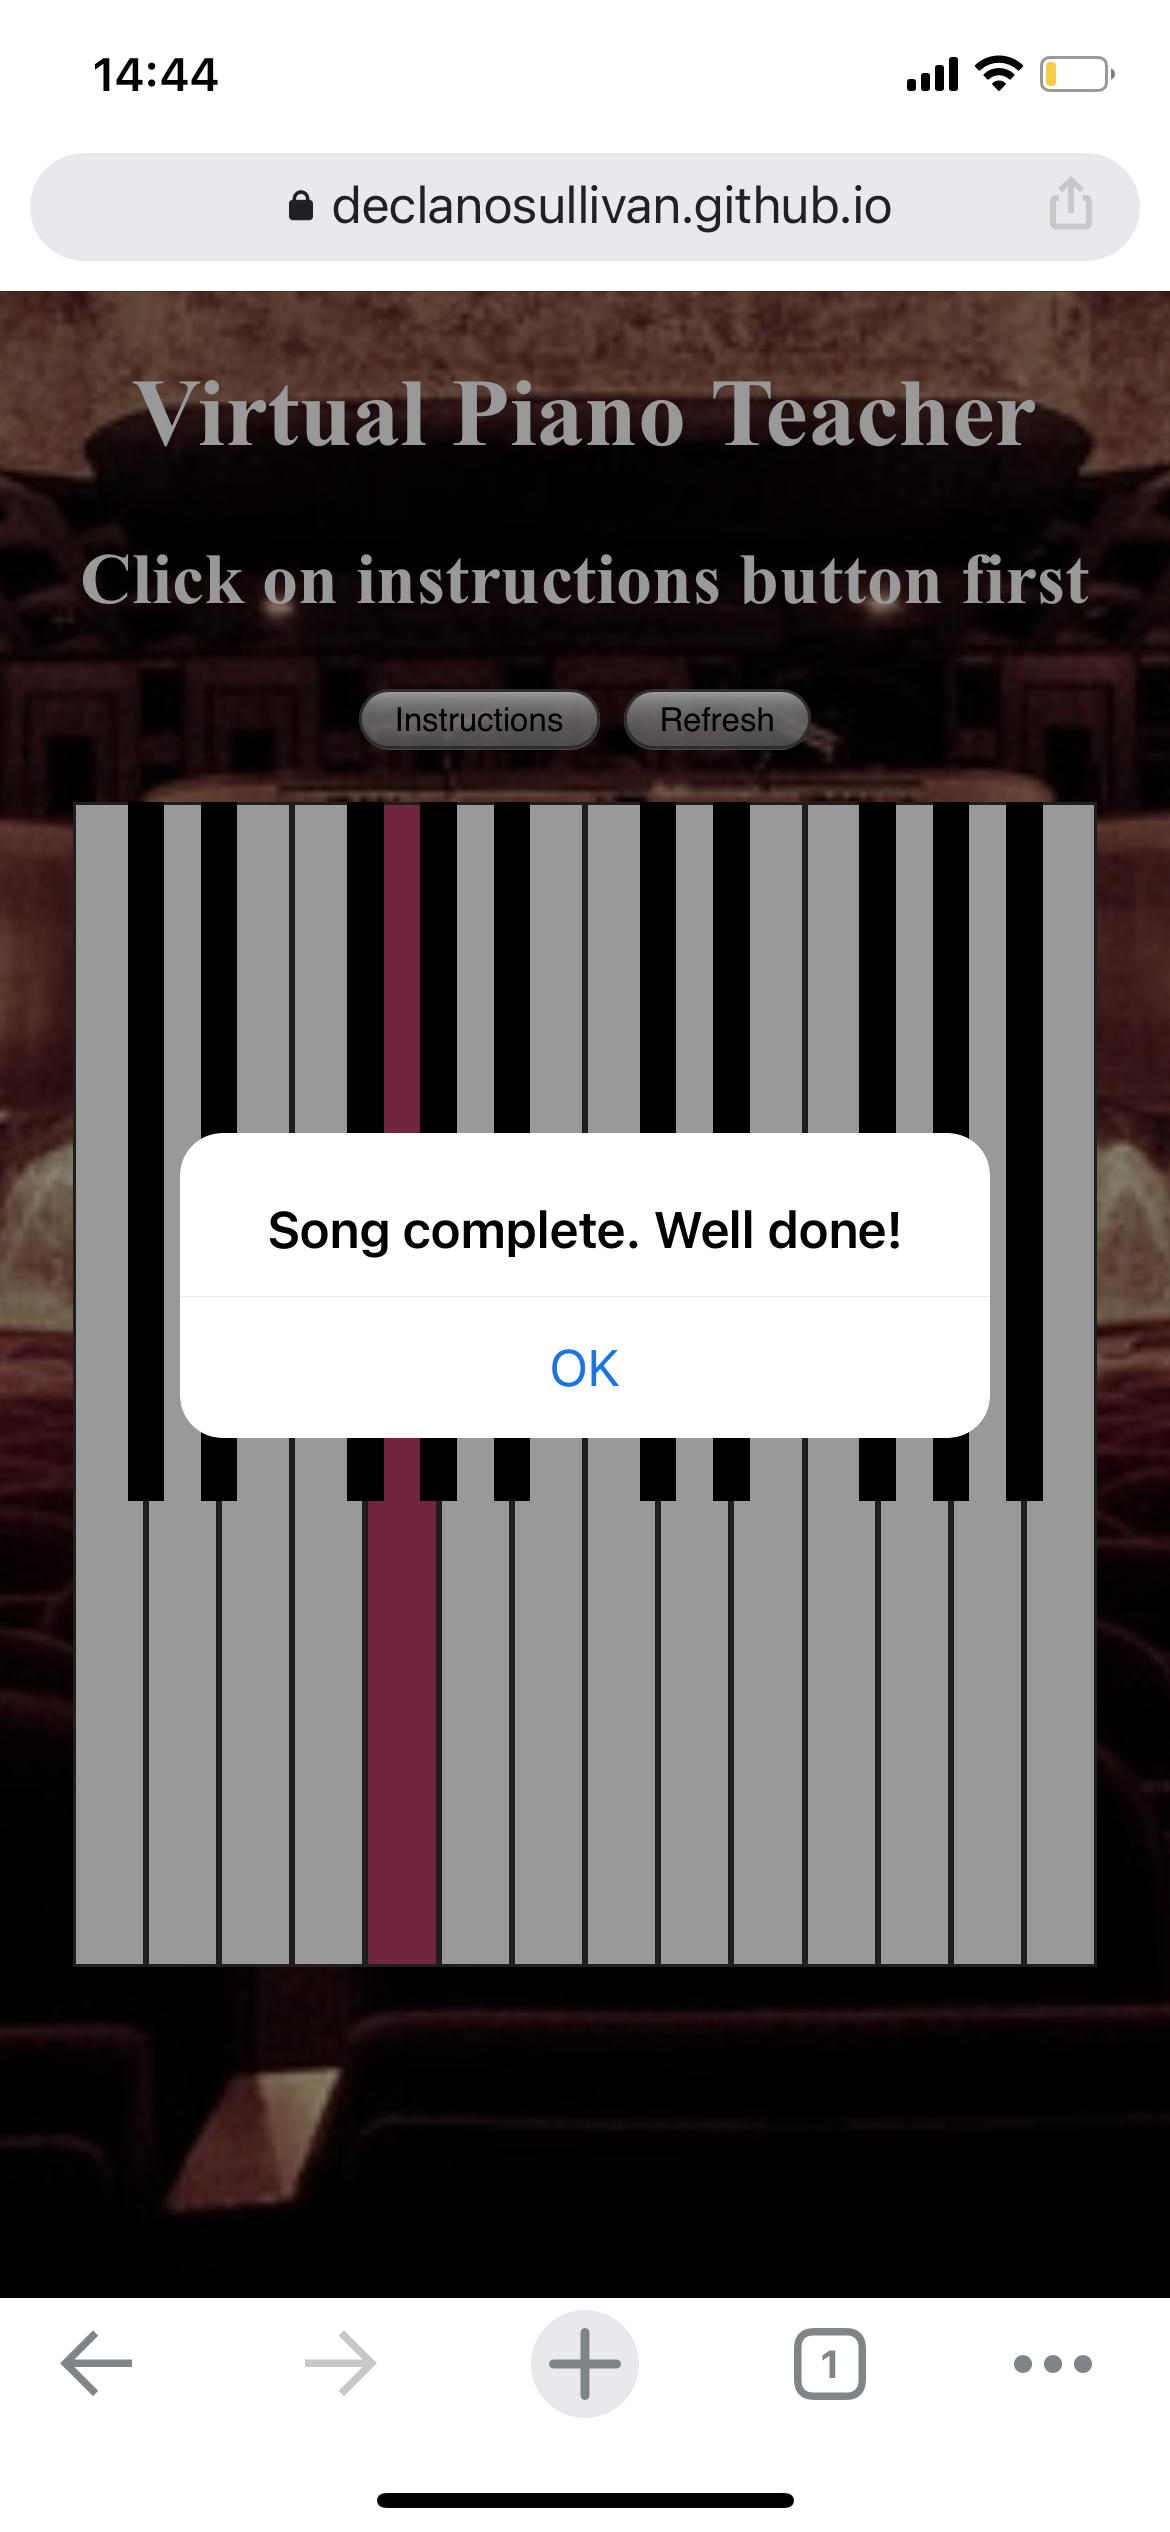 14:44
declanosullivan.github.io
Virtual Piano Teacher
Click on instructions button first
Instructions Refresh
Song complete. Well done!
OK
1